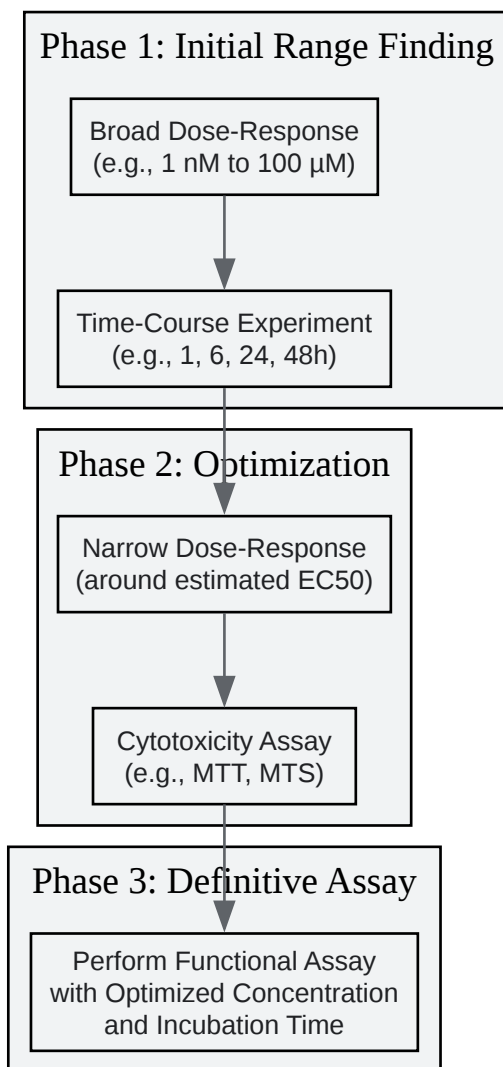 Phase 1: Initial Range Finding
Broad Dose-Response
(e.g., 1 nM to 100 µM)
Time-Course Experiment
(e.g., 1, 6, 24, 48h)
Phase 2: Optimization
Narrow Dose-Response
(around estimated EC50)
Cytotoxicity Assay
(e.g., MTT, MTS)
Phase 3: Definitive Assay
Perform Functional Assay
with Optimized Concentration
and Incubation Time